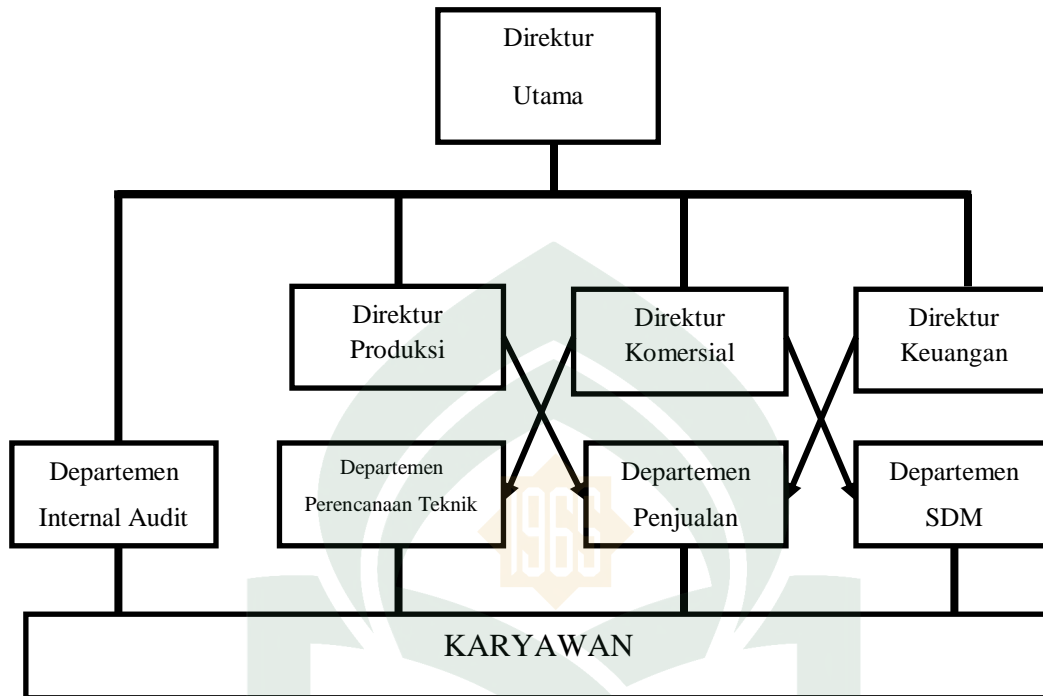 Direktur
Utama
Direktur
Produksi
Direktur
Komersial
Direktur
Keuangan
Departemen
Internal Audit
Departemen
Perencanaan Teknik
Departemen
Penjualan
Departemen
SDM
1965
KARYAWAN